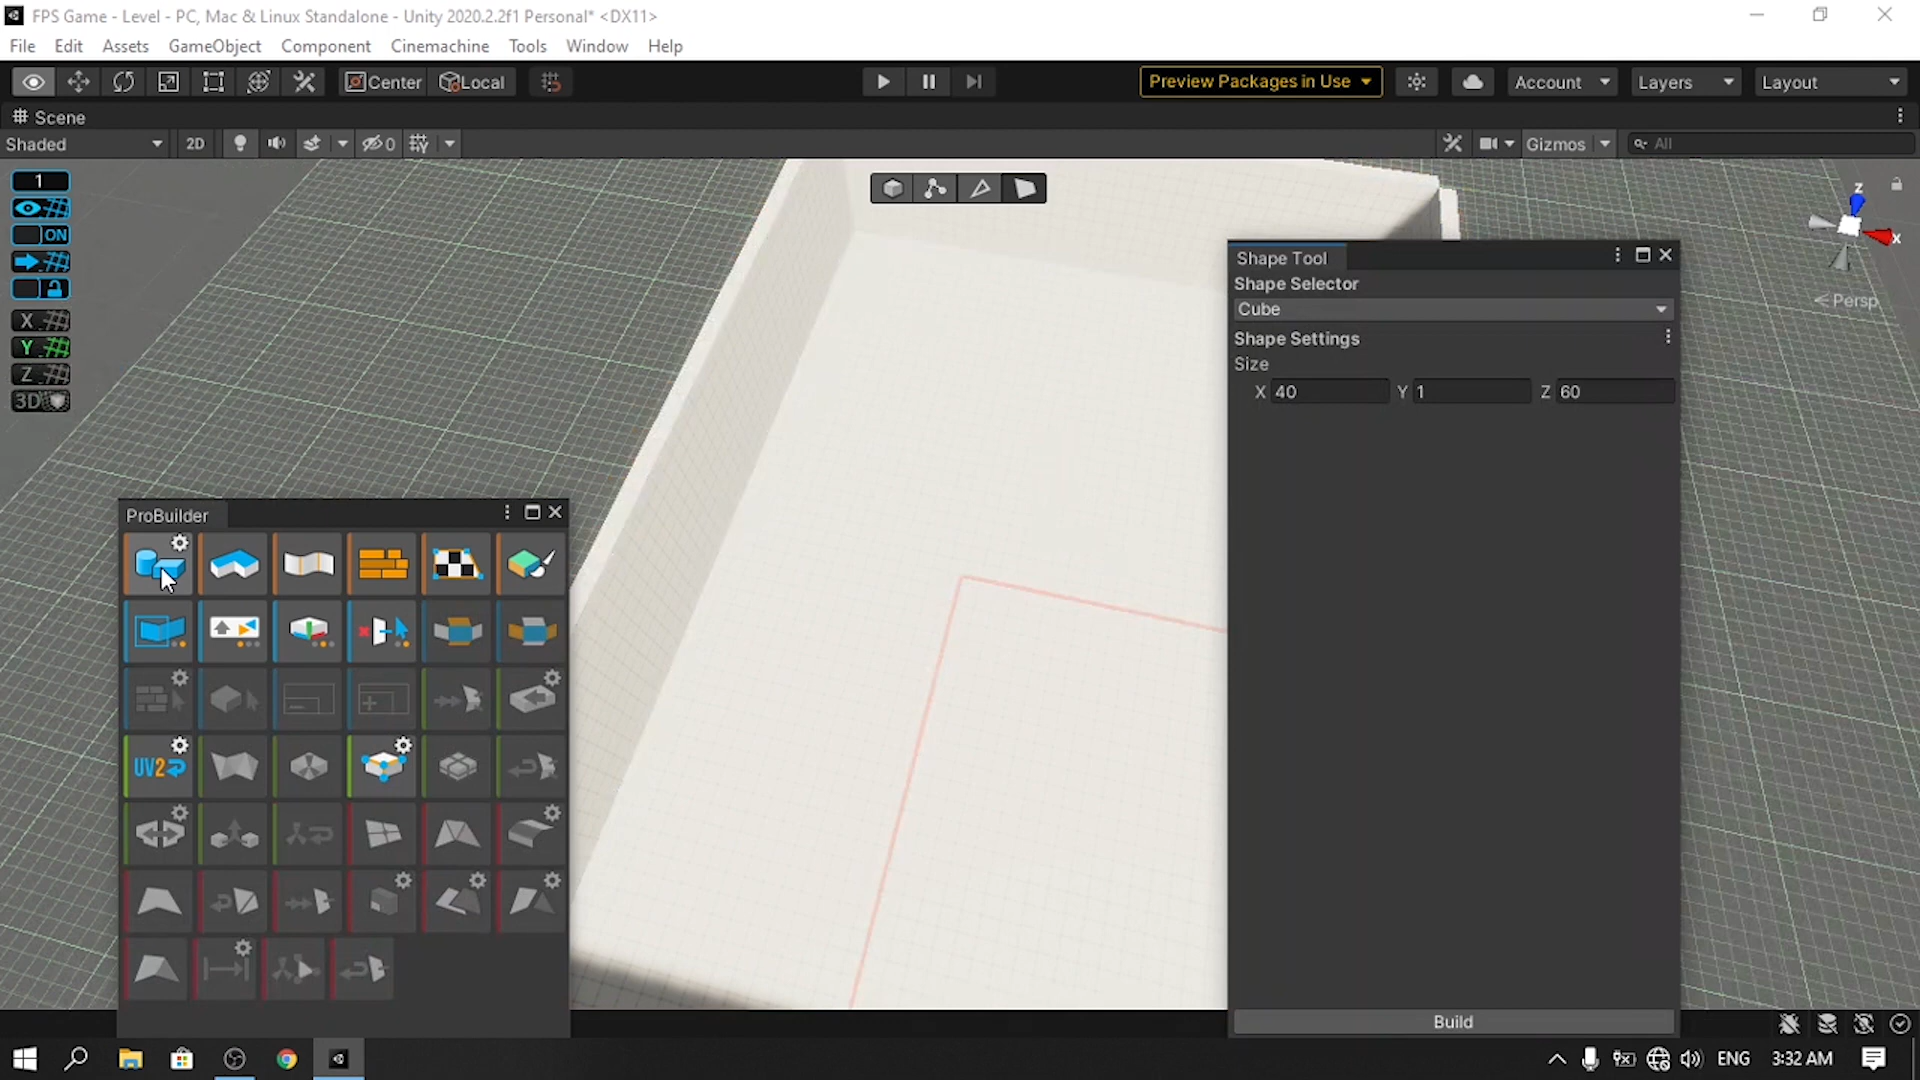 FPS Game - Level - PC, Mac & Linux Standalone - Unity 2020.2.2f1 Personal* <DX11>
File Edit Assets GameObject Component Cinemachine Tools Window Help
Center Local Preview Packages in Use Account Layers Layout
Scene
Shaded 2D 0 Gizmos All
1
ON
X
Y
Z
3D
z
x
Persp
Shape Tool
Shape Selector
Cube
Shape Settings
Size
X 40 Y 1 Z 60
Build
ProBuilder
UV2
ENG 3:32 AM